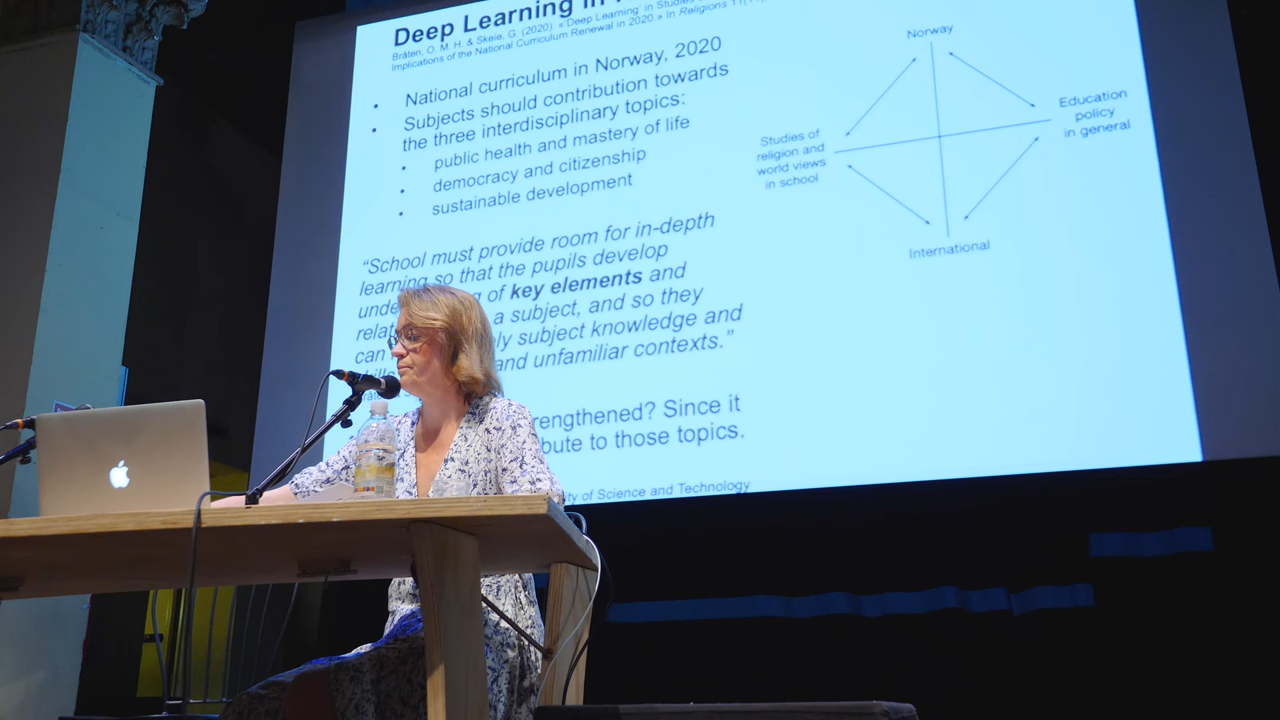 Deep Learning in
Bråten, O. M. H. & Skeie, G. (2020). «'Deep Learning' in Studies
Implications of the National Curriculum Renewal in 2020.» In Religions 11
• National curriculum in Norway, 2020
• Subjects should contribution towards
the three interdisciplinary topics:
• public health and mastery of life
• democracy and citizenship
• sustainable development
“School must provide room for in-depth
learning so that the pupils develop
of key elements and
a subject, and so they
can ly subject knowledge and
and unfamiliar contexts.”
rengthened? Since it
bute to those topics.
ty of Science and Technology
Norway
Education
policy
in general
Studies of
religion and
world views
in school
International